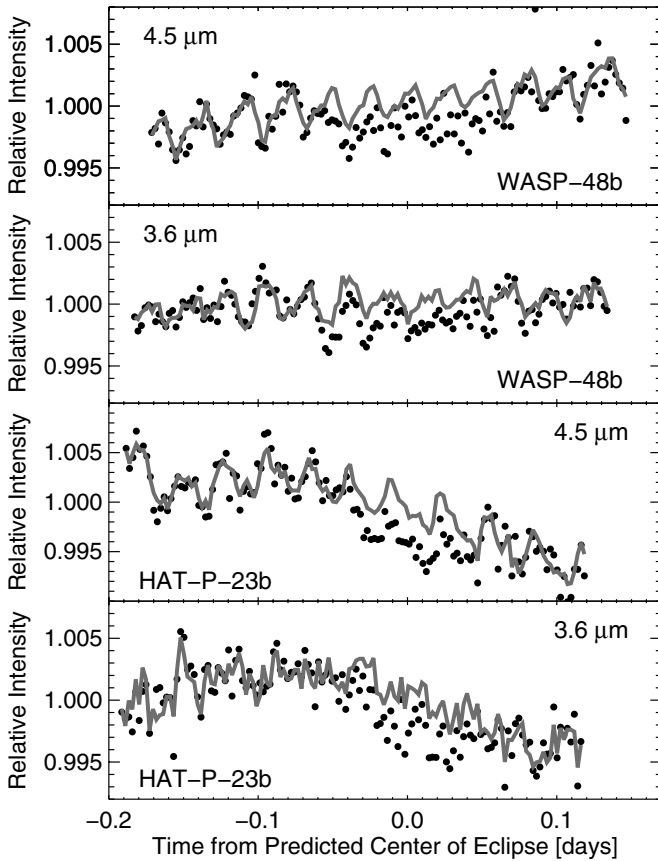 4.5 μm
1.005
1.000
0.995
Relative Intensity
WASP−48b
3.6 μm
1.005
1.000
0.995
Relative Intensity
WASP−48b
4.5 μm
1.005
1.000
0.995
Relative Intensity
HAT−P−23b
3.6 μm
1.005
1.000
0.995
Relative Intensity
HAT−P−23b
−0.2 −0.1 0.0 0.1
Time from Predicted Center of Eclipse [days]